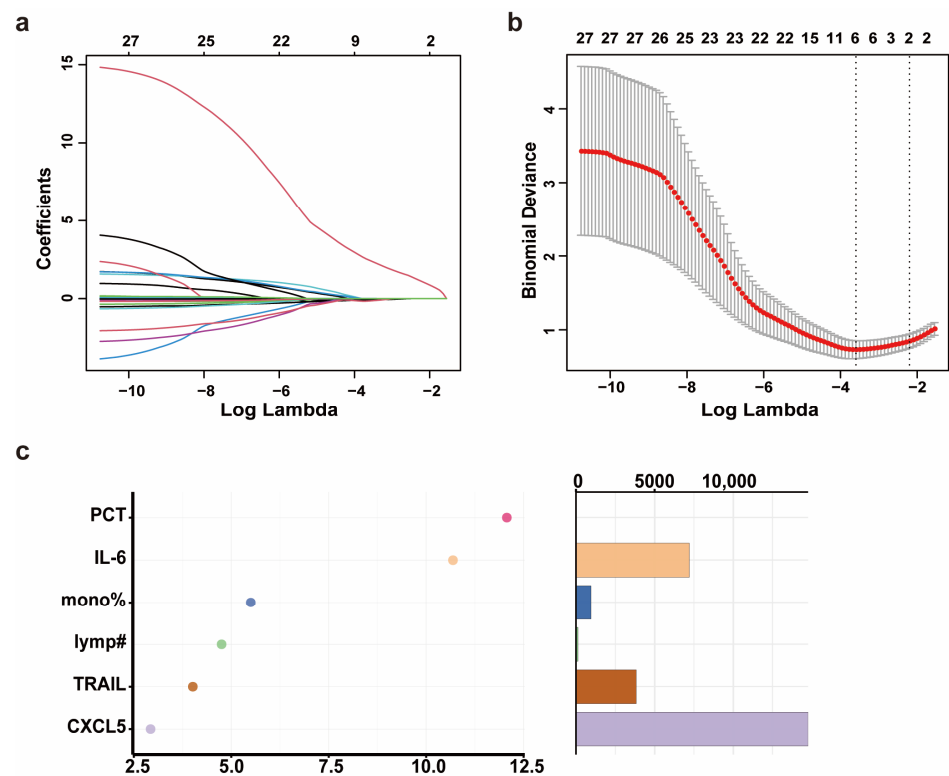 a
27 25 22 9 2
15
10
5
0
Coefficients
−10 −8 −6 −4 −2
Log Lambda
b
27 27 27 26 25 23 23 22 22 15 11 6 6 3 2 2
4
3
2
1
Binomial Deviance
−10 −8 −6 −4 −2
Log Lambda
c
PCT
IL-6
mono%
lymp#
TRAIL
CXCL5
2.5 5.0 7.5 10.0 12.5
0 5000 10,000